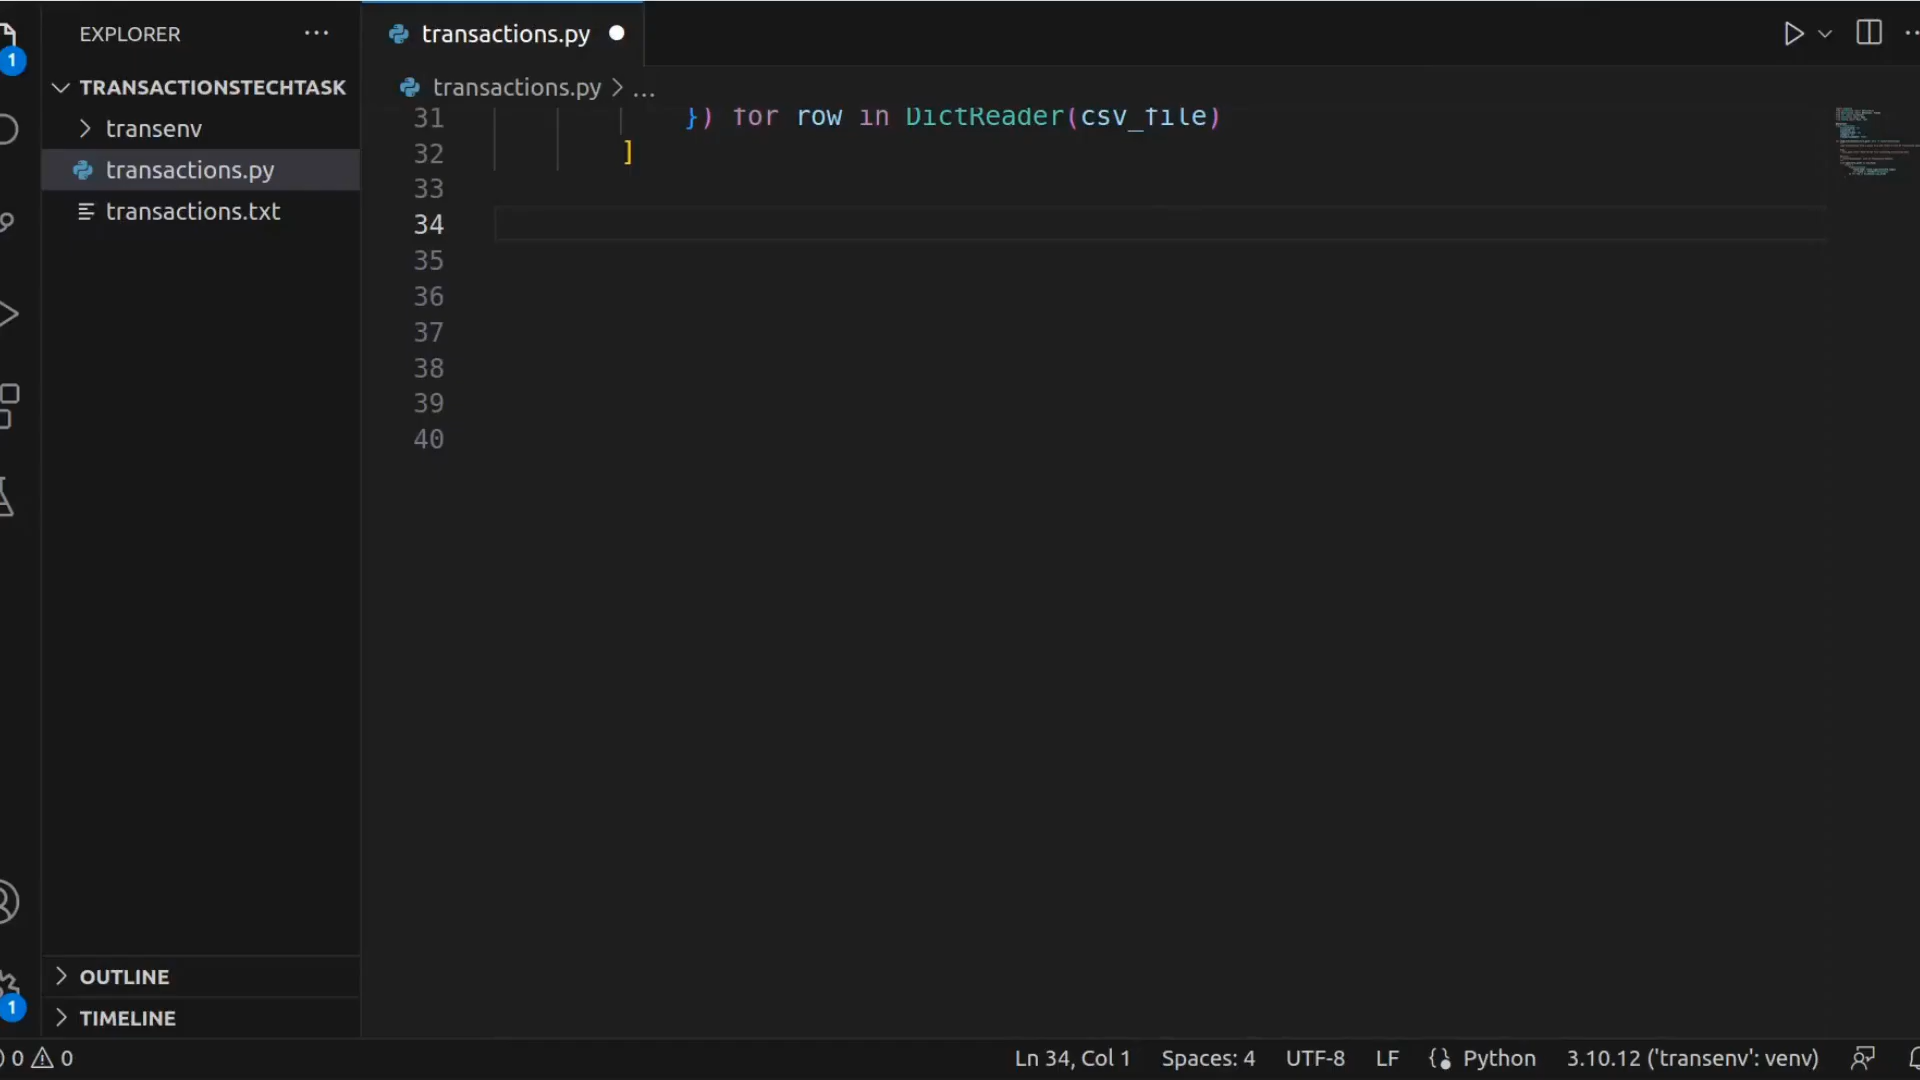 EXPLORER
transactions.py
1
TRANSACTIONSTECHTASK
transactions.py > ...
transenv
transactions.py
transactions.txt
31 }) for row in DictReader(csv_file)
32 ]
33
34
35
36
37
38
39
40
OUTLINE
1
TIMELINE
0 0 Ln 34, Col 1 Spaces: 4 UTF-8 LF Python 3.10.12 ('transenv': venv)